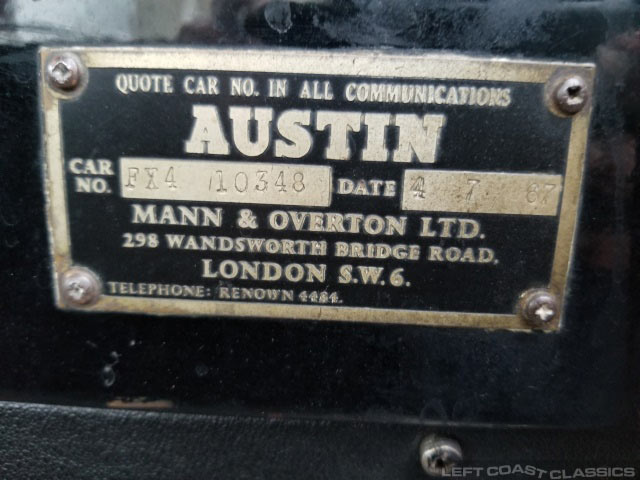 QUOTE CAR NO. IN ALL COMMUNICATIONS
AUSTIN
CAR NO. FX4 10348 DATE 4 7 67
MANN & OVERTON LTD.
298 WANDSWORTH BRIDGE ROAD.
LONDON S.W.6.
TELEPHONE: RENOWN 4484.
LEFT COAST CLASSICS